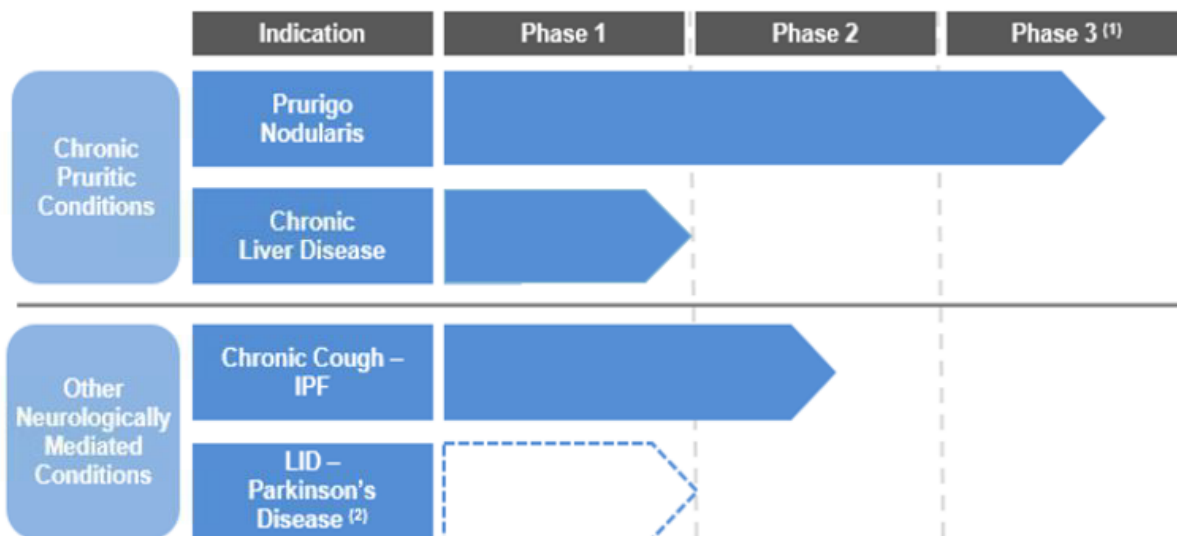 Indication Phase 1 Phase 2 Phase 3 (1)
Chronic
Pruritic
Conditions
Prurigo
Nodularis
Chronic
Liver Disease
Other
Neurologically
Mediated
Conditions
Chronic Cough –
IPF
LID –
Parkinson's
Disease (2)